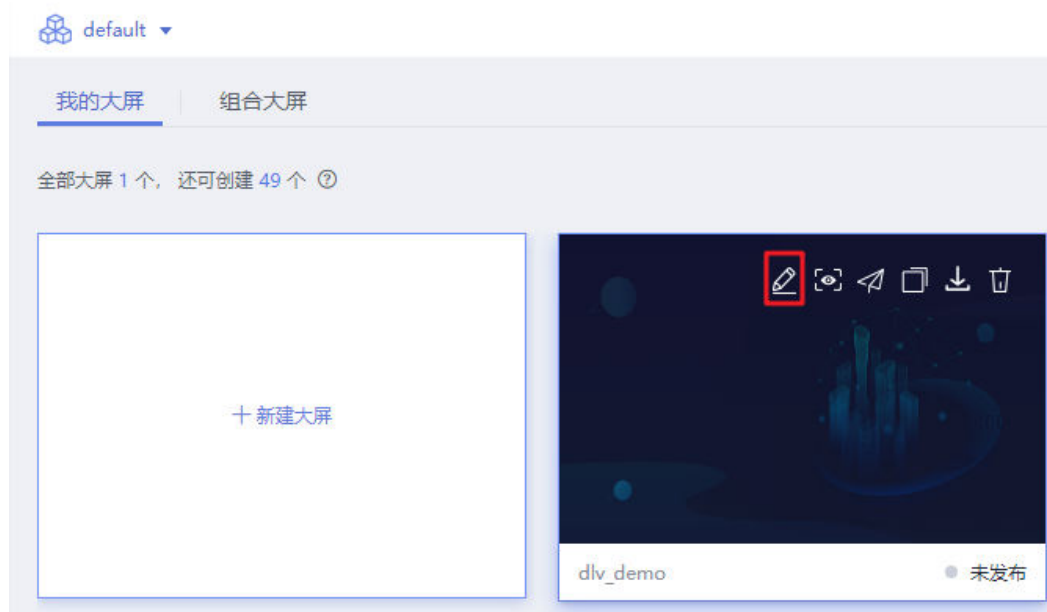 default
我的大屏 组合大屏
全部大屏 1 个, 还可创建 49 个 ?
十 新建大屏
dlv_demo 未发布